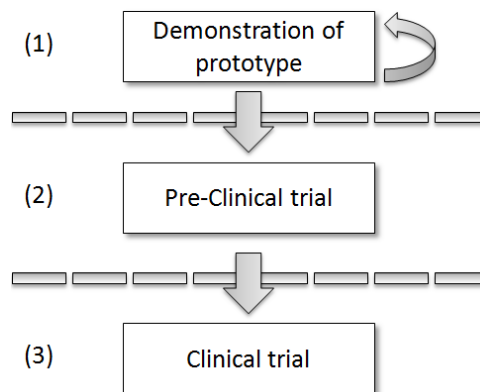 (1)
Demonstration of
prototype
(2)
Pre-Clinical trial
(3)
Clinical trial